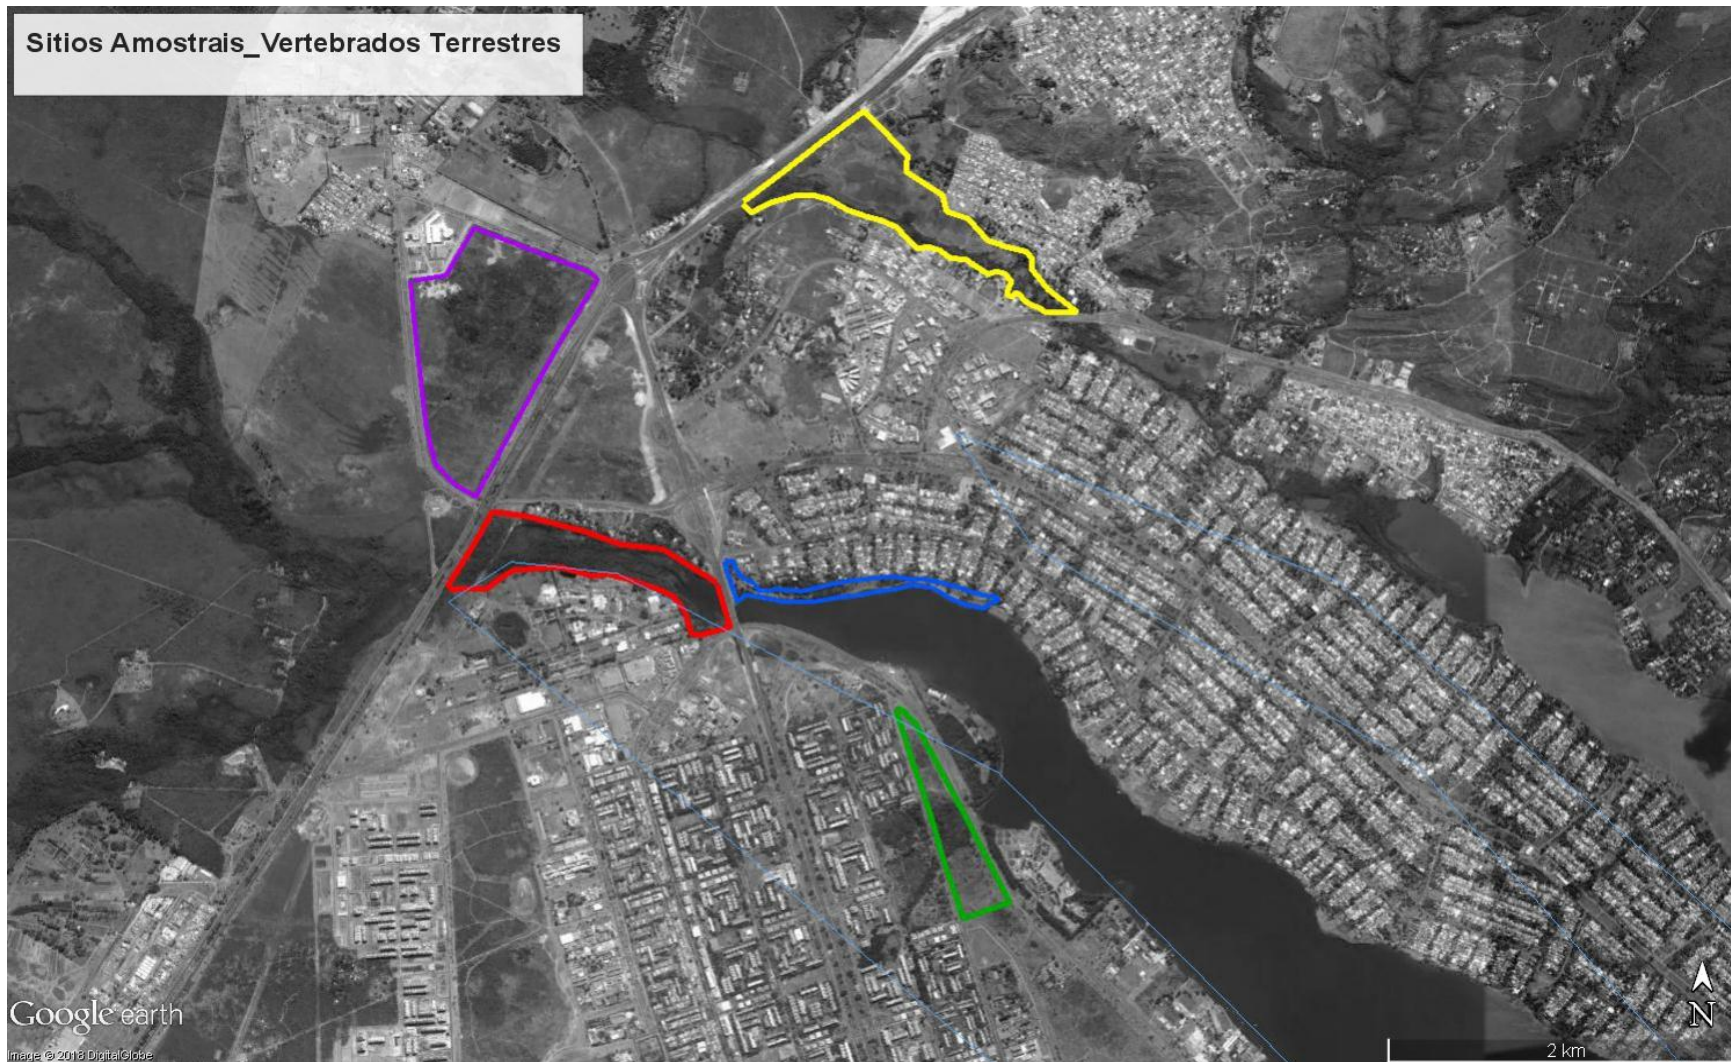 Sitios Amostrais_Vertebrados Terrestres
Google earth
Image © 2018 DigitalGlobe
N
2 km